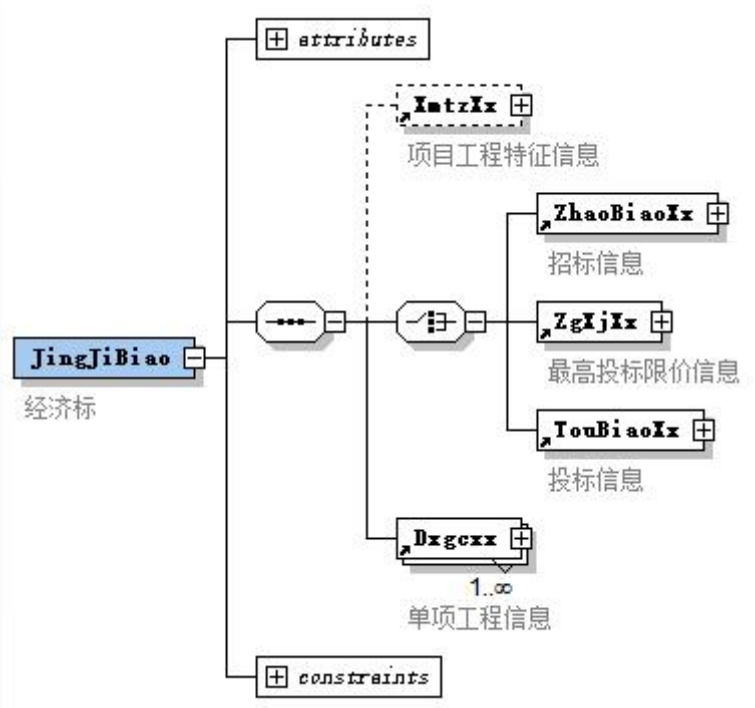 attributes
XmtzXx
项目工程特征信息
ZhaoBiaoXx
招标信息
ZgXjXx
最高投标限价信息
JingJiBiao
经济标
TouBiaoXx
投标信息
Dxgcxx
1..∞
单项工程信息
constraints